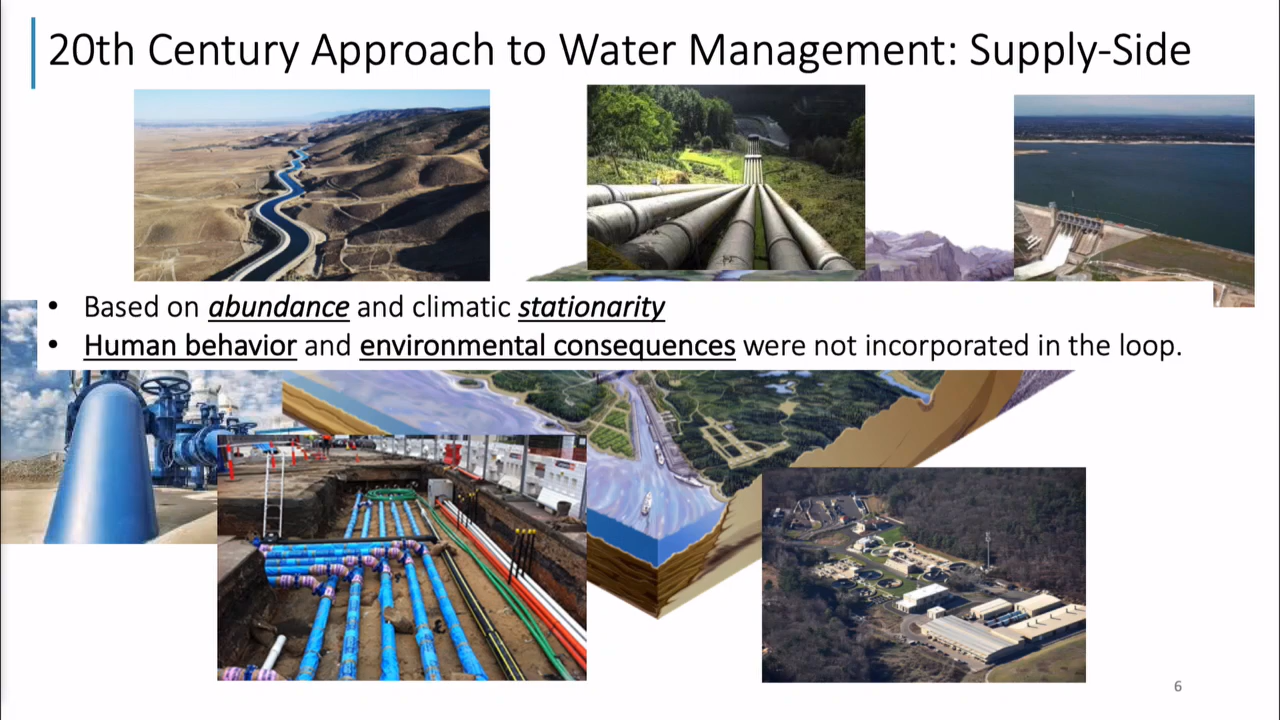 20th Century Approach to Water Management: Supply-Side
• Based on abundance and climatic stationarity
• Human behavior and environmental consequences were not incorporated in the loop.
6